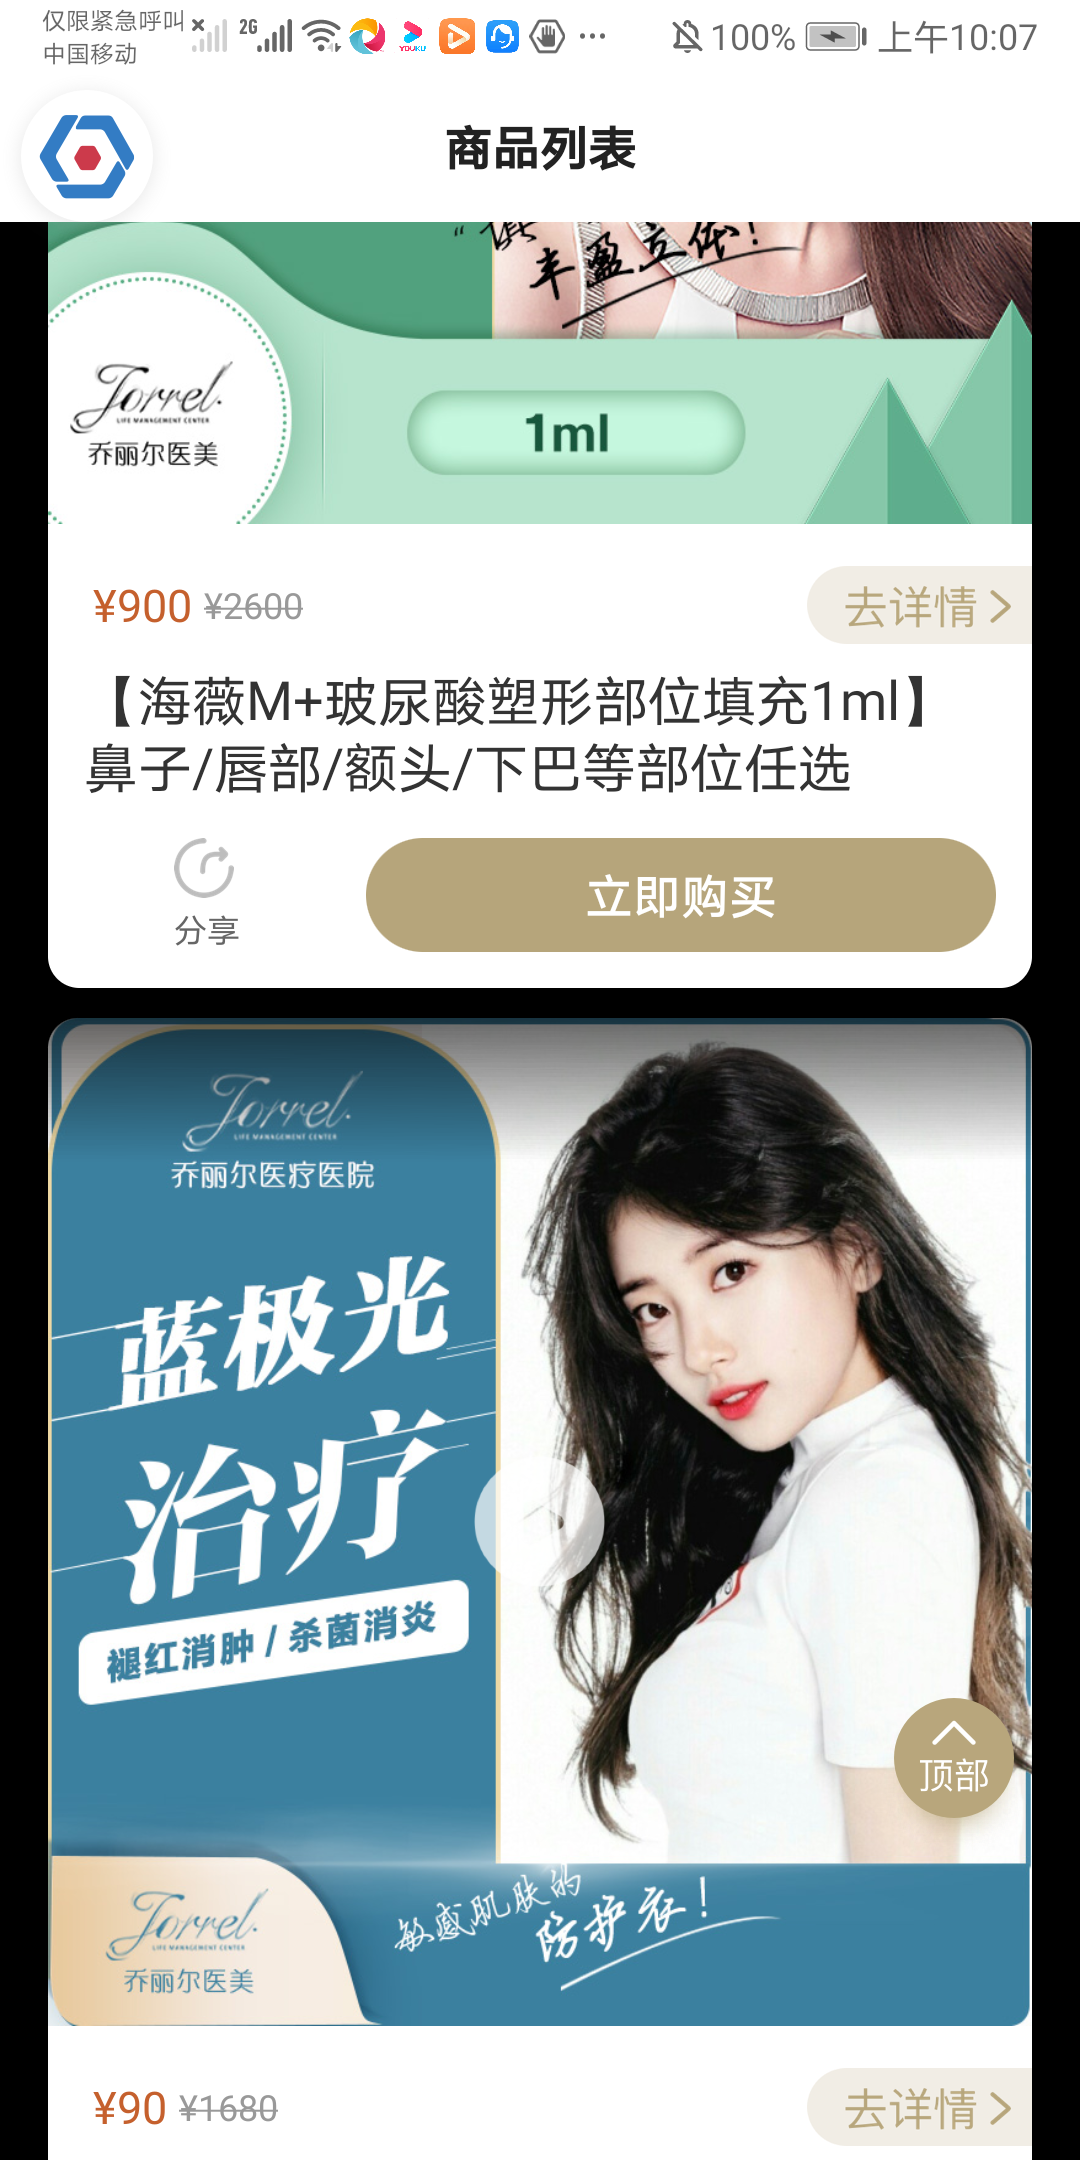 仅限紧急呼叫
中国移动
2G
YOUKU
100%
上午10:07
商品列表
丰盈立体!
Jorrel.
LIFE MANAGEMENT CENTER
乔丽尔医美
1ml
¥900 ¥2600
去详情
【海薇M+玻尿酸塑形部位填充1ml】
鼻子/唇部/额头/下巴等部位任选
分享
立即购买
Jorrel.
LIFE MANAGEMENT CENTER
乔丽尔医疗医院
蓝极光
治疗
褪红消肿 / 杀菌消炎
顶部
Jorrel.
LIFE MANAGEMENT CENTER
乔丽尔医美
敏感肌肤的
防护衣!
¥90 ¥1680
去详情